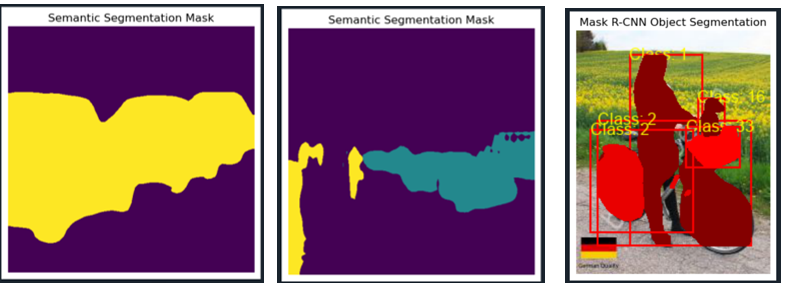 Semantic Segmentation Mask
Semantic Segmentation Mask
Mask R-CNN Object Segmentation
Class: 1
Class: 16
Class: 2
Class: 33
Class: 2
German Quality